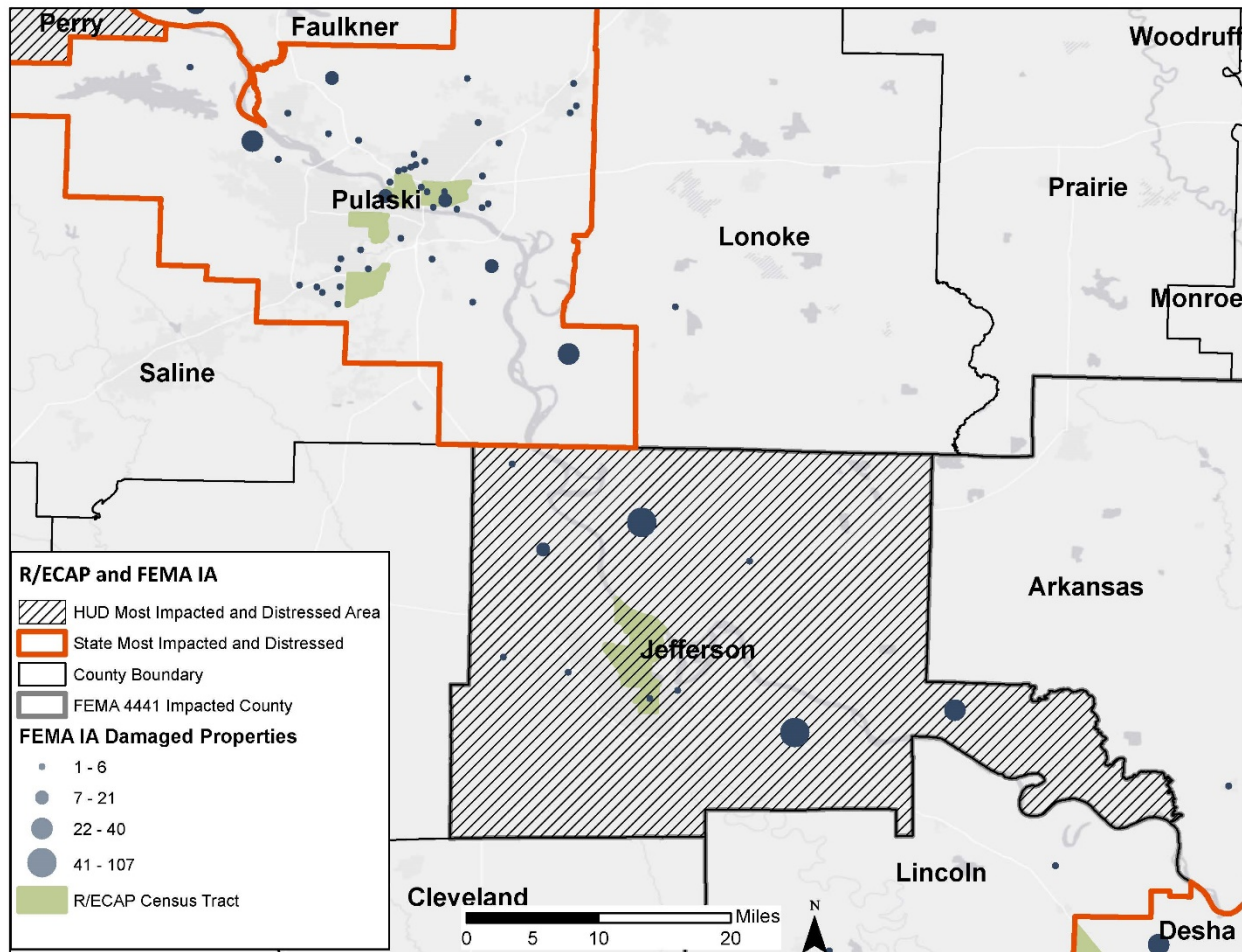 Perry
Faulkner
Woodruff
Pulaski
Prairie
Lonoke
Monroe
Saline
Arkansas
Jefferson
Lincoln
Cleveland
Desha
R/ECAP and FEMA IA
HUD Most Impacted and Distressed Area
State Most Impacted and Distressed
County Boundary
FEMA 4441 Impacted County
FEMA IA Damaged Properties
1 - 6
7 - 21
22 - 40
41 - 107
R/ECAP Census Tract
Miles
0 5 10 20
N